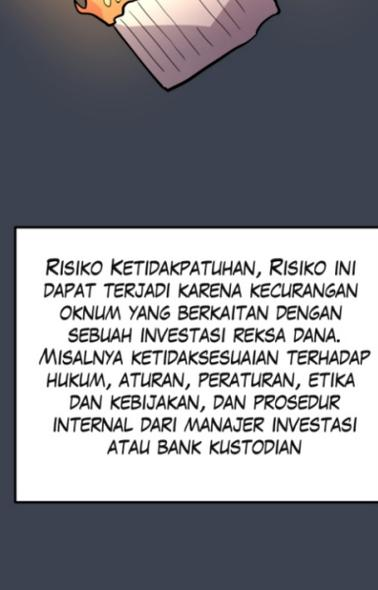 RISIKO KETIDAKPATUHAN, RISIKO INI
DAPAT TERJADI KARENA KECURANGAN
OKNUM YANG BERKAITAN DENGAN
SEBUAH INVESTASI REKSA DANA.
MISALNYA KETIDAKSESUAIAN TERHADAP
HUKUM, ATURAN, PERATURAN, ETIKA
DAN KEBIJAKAN, DAN PROSEDUR
INTERNAL DARI MANAJER INVESTASI
ATAU BANK KUSTODIAN